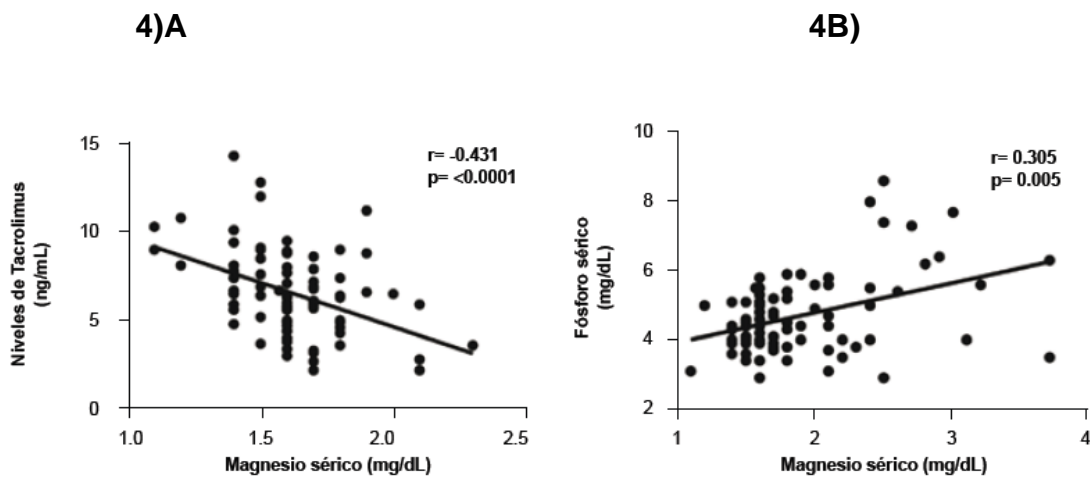 4)A
4B)
15
10
5
0
1.0
1.5
2.0
2.5
Niveles de Tacrolimus
(ng/mL)
Magnesio sérico (mg/dL)
r= -0.431
p= <0.0001
10
8
6
4
2
1
2
3
4
Fósforo sérico
(mg/dL)
Magnesio sérico (mg/dL)
r= 0.305
p= 0.005